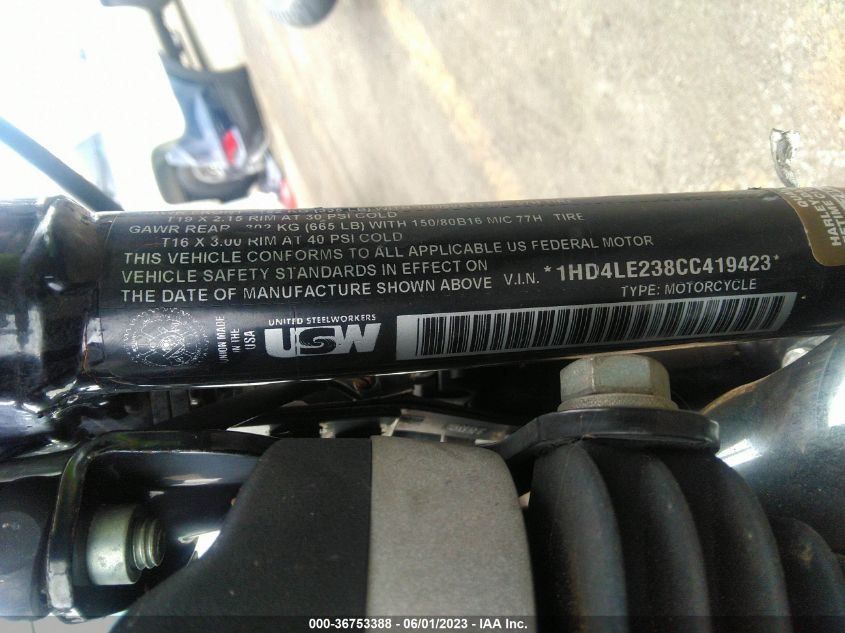 T19 X 2.15 RIM AT 30 PSI COLD
GAWR REAR 302 KG (665 LB) WITH 150/80B16 M/C 77H TIRE
T16 X 3.00 RIM AT 40 PSI COLD
THIS VEHICLE CONFORMS TO ALL APPLICABLE US FEDERAL MOTOR
VEHICLE SAFETY STANDARDS IN EFFECT ON
THE DATE OF MANUFACTURE SHOWN ABOVE V.I.N. *1HD4LE238CC419423*
TYPE: MOTORCYCLE
UNION MADE
IN THE
USA
UNITED STEELWORKERS
USW
000-36753388 - 06/01/2023 - IAA Inc.